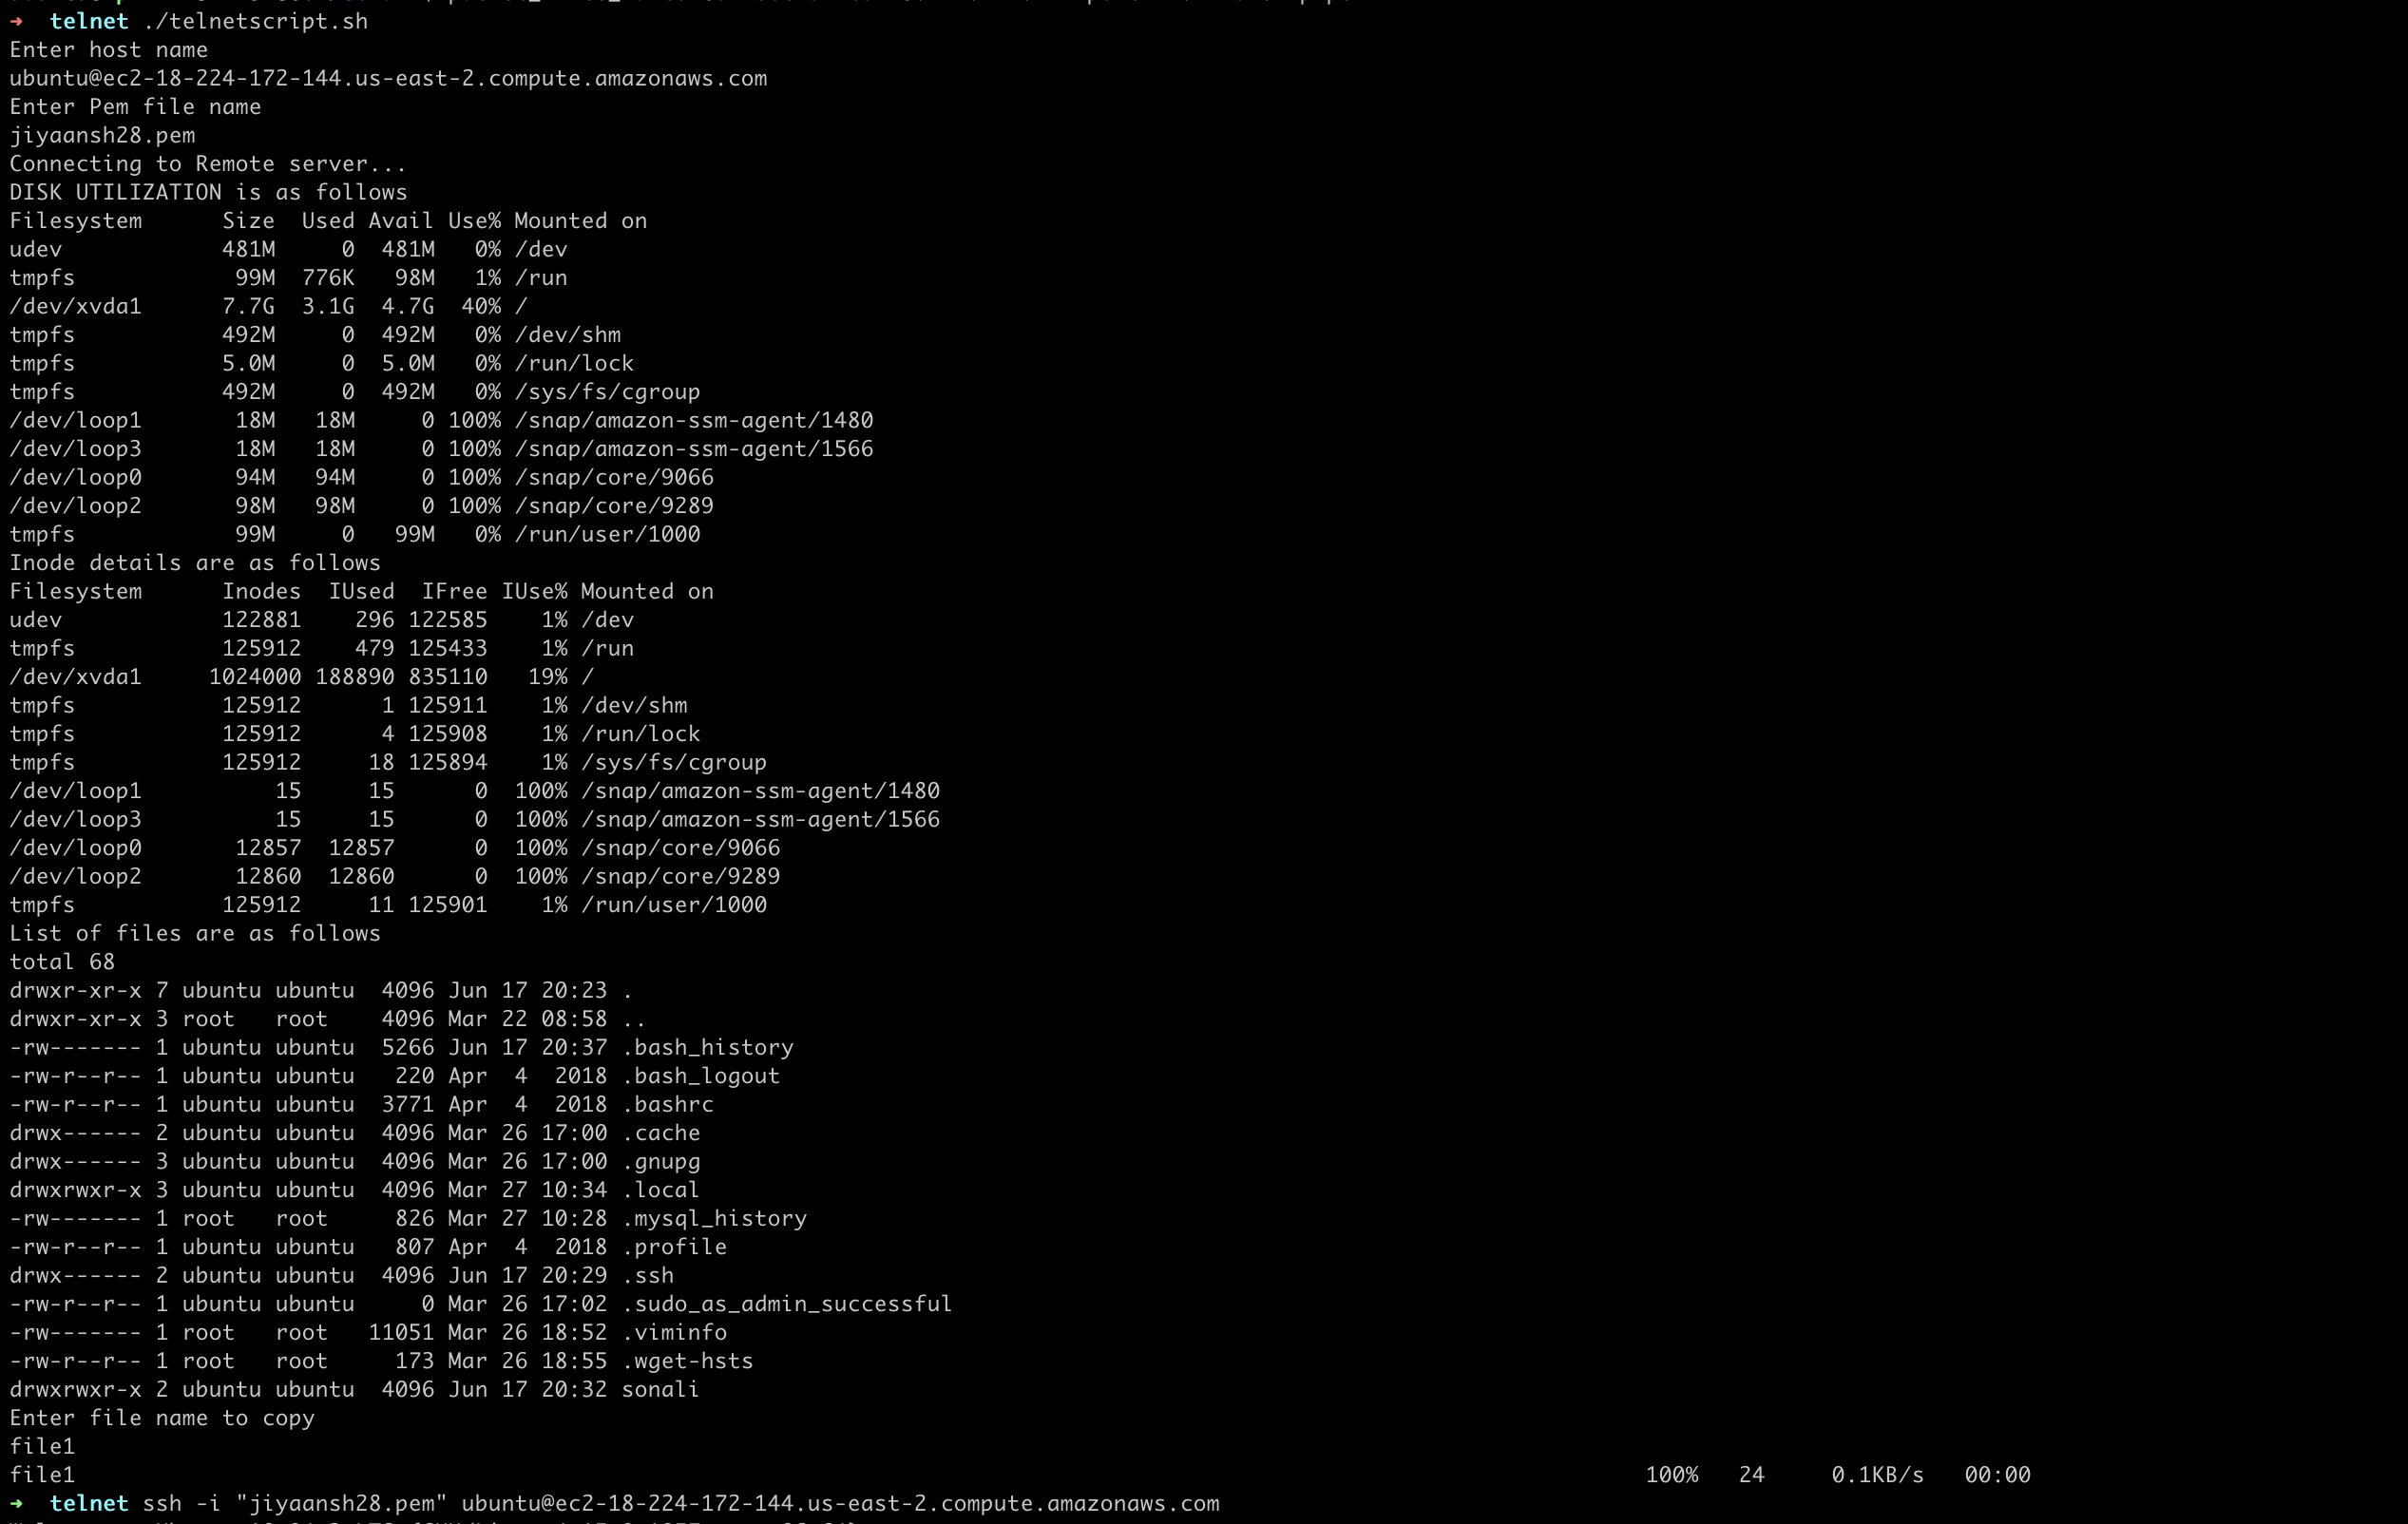 ➜  telnet ./telnetscript.sh
Enter host name
ubuntu@ec2-18-224-172-144.us-east-2.compute.amazonaws.com
Enter Pem file name
jiyaansh28.pem
Connecting to Remote server...
DISK UTILIZATION is as follows
Filesystem      Size  Used Avail Use% Mounted on
udev            481M     0  481M   0% /dev
tmpfs            99M  776K   98M   1% /run
/dev/xvda1      7.7G  3.1G  4.7G  40% /
tmpfs           492M     0  492M   0% /dev/shm
tmpfs           5.0M     0  5.0M   0% /run/lock
tmpfs           492M     0  492M   0% /sys/fs/cgroup
/dev/loop1       18M   18M     0 100% /snap/amazon-ssm-agent/1480
/dev/loop3       18M   18M     0 100% /snap/amazon-ssm-agent/1566
/dev/loop0       94M   94M     0 100% /snap/core/9066
/dev/loop2       98M   98M     0 100% /snap/core/9289
tmpfs            99M     0   99M   0% /run/user/1000
Inode details are as follows
Filesystem      Inodes  IUsed  IFree IUse% Mounted on
udev            122881    296 122585    1% /dev
tmpfs           125912    479 125433    1% /run
/dev/xvda1     1024000 188890 835110   19% /
tmpfs           125912      1 125911    1% /dev/shm
tmpfs           125912      4 125908    1% /run/lock
tmpfs           125912     18 125894    1% /sys/fs/cgroup
/dev/loop1          15     15      0  100% /snap/amazon-ssm-agent/1480
/dev/loop3          15     15      0  100% /snap/amazon-ssm-agent/1566
/dev/loop0       12857  12857      0  100% /snap/core/9066
/dev/loop2       12860  12860      0  100% /snap/core/9289
tmpfs           125912     11 125901    1% /run/user/1000
List of files are as follows
total 68
drwxr-xr-x 7 ubuntu ubuntu  4096 Jun 17 20:23 .
drwxr-xr-x 3 root   root    4096 Mar 22 08:58 ..
-rw------- 1 ubuntu ubuntu  5266 Jun 17 20:37 .bash_history
-rw-r--r-- 1 ubuntu ubuntu   220 Apr  4  2018 .bash_logout
-rw-r--r-- 1 ubuntu ubuntu  3771 Apr  4  2018 .bashrc
drwx------ 2 ubuntu ubuntu  4096 Mar 26 17:00 .cache
drwx------ 3 ubuntu ubuntu  4096 Mar 26 17:00 .gnupg
drwxrwxr-x 3 ubuntu ubuntu  4096 Mar 27 10:34 .local
-rw------- 1 root   root     826 Mar 27 10:28 .mysql_history
-rw-r--r-- 1 ubuntu ubuntu   807 Apr  4  2018 .profile
drwx------ 2 ubuntu ubuntu  4096 Jun 17 20:29 .ssh
-rw-r--r-- 1 ubuntu ubuntu     0 Mar 26 17:02 .sudo_as_admin_successful
-rw------- 1 root   root   11051 Mar 26 18:52 .viminfo
-rw-r--r-- 1 root   root     173 Mar 26 18:55 .wget-hsts
drwxrwxr-x 2 ubuntu ubuntu  4096 Jun 17 20:32 sonali
Enter file name to copy
file1
file1 100% 24 0.1KB/s 00:00
➜  telnet ssh -i "jiyaansh28.pem" ubuntu@ec2-18-224-172-144.us-east-2.compute.amazonaws.com